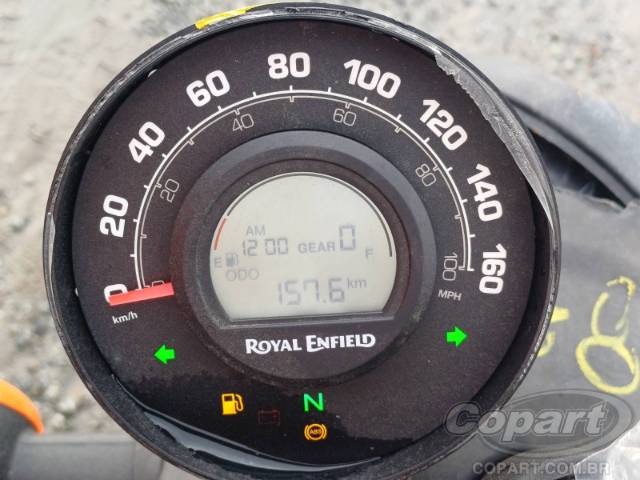 0 20 40 60 80 100 120 140 160
20 40 60 80 100
km/h
MPH
AM
12:00 GEAR 0
E F
ODO
157.6 km
ROYAL ENFIELD
N
ABS
Copart
COPART.COM.BR